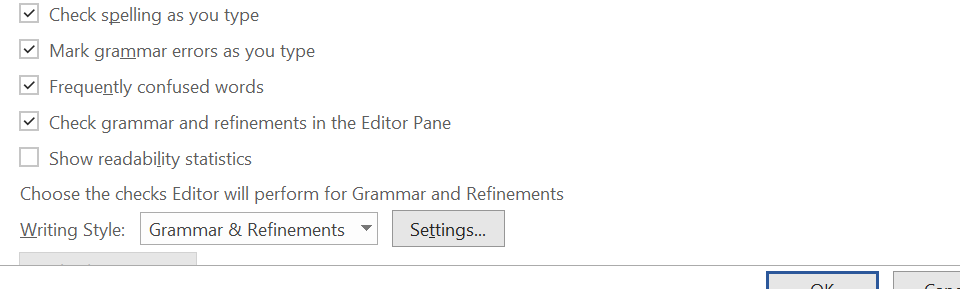 Check spelling as you type
Mark grammar errors as you type
Frequently confused words
Check grammar and refinements in the Editor Pane
Show readability statistics
Choose the checks Editor will perform for Grammar and Refinements
Writing Style: Grammar & Refinements Settings...
OK